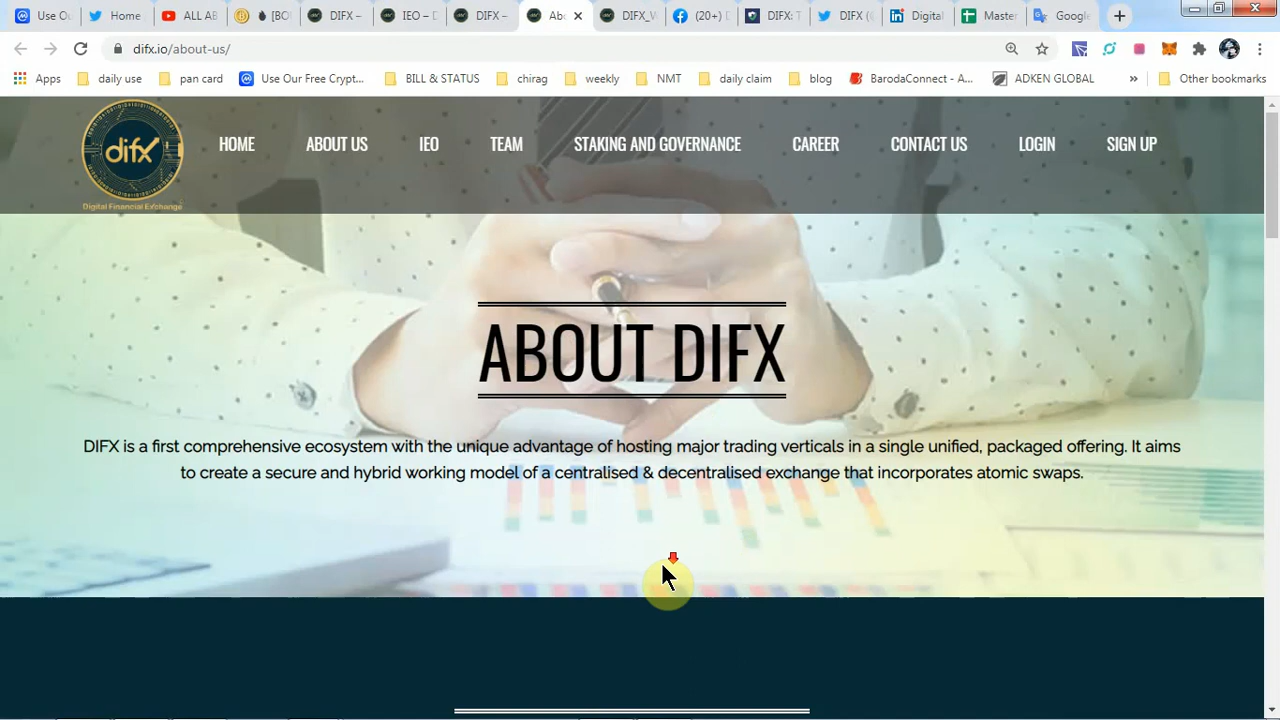 Use O
Home
ALL AE
[BO
DIFX –
IEO – D
DIFX –
Abo
DIFX_W
(20+) D
DIFX: T
DIFX (
Digital
Master
Google
difx.io/about-us/
Apps
daily use
pan card
Use Our Free Crypt...
BILL & STATUS
chirag
weekly
NMT
daily claim
blog
BarodaConnect - A...
ADKEN GLOBAL
»
Other bookmarks
difx
Digital Financial Exchange
HOME
ABOUT US
IEO
TEAM
STAKING AND GOVERNANCE
CAREER
CONTACT US
LOGIN
SIGN UP
ABOUT DIFX
DIFX is a first comprehensive ecosystem with the unique advantage of hosting major trading verticals in a single unified, packaged offering. It aims
to create a secure and hybrid working model of a centralised & decentralised exchange that incorporates atomic swaps.